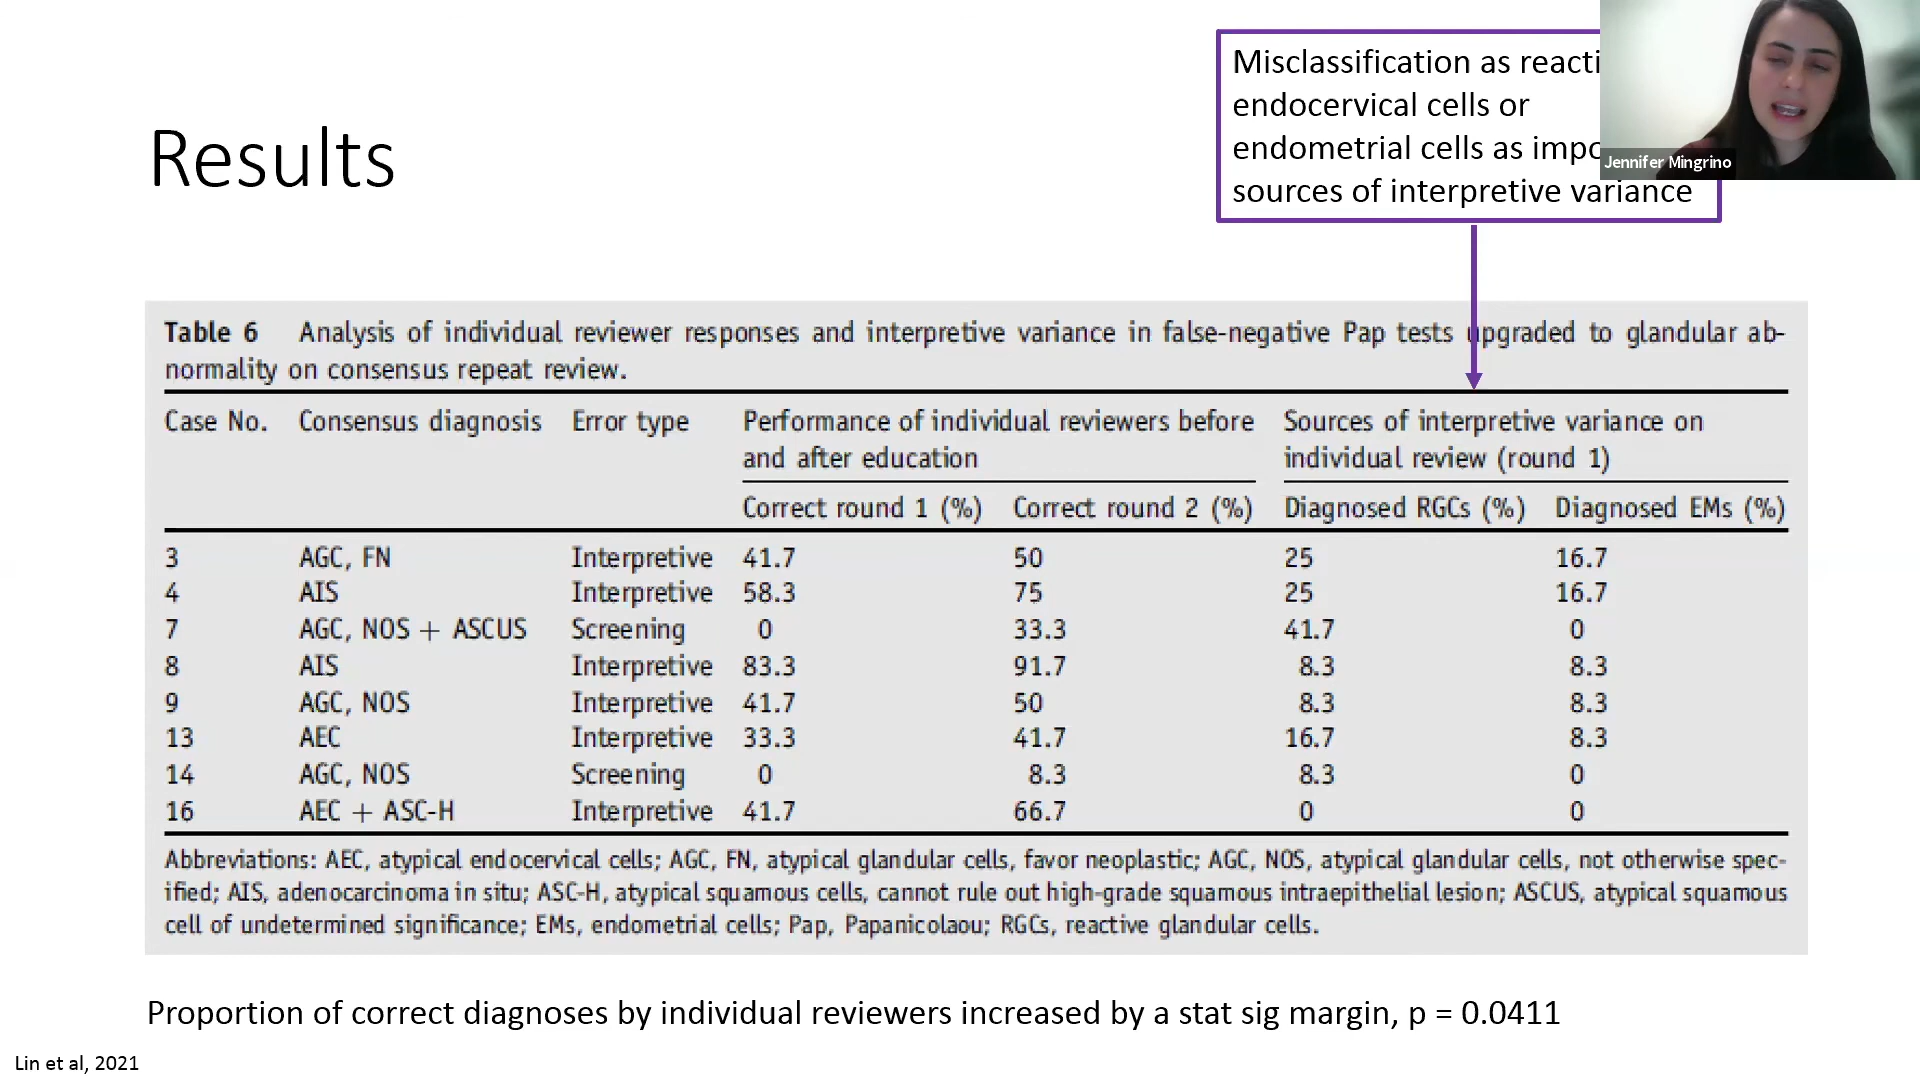 Misclassification as reacti
endocervical cells or
endometrial cells as impo
sources of interpretive variance
Jennifer Mingrino
Results
Table 6 Analysis of individual reviewer responses and interpretive variance in false-negative Pap tests upgraded to glandular ab-
normality on consensus repeat review.
Case No. Consensus diagnosis Error type Performance of individual reviewers before Sources of interpretive variance on
and after education individual review (round 1)
Correct round 1 (%) Correct round 2 (%) Diagnosed RGCs (%) Diagnosed EMs (%)
3 AGC, FN Interpretive 41.7 50 25 16.7
4 AIS Interpretive 58.3 75 25 16.7
7 AGC, NOS + ASCUS Screening 0 33.3 41.7 0
8 AIS Interpretive 83.3 91.7 8.3 8.3
9 AGC, NOS Interpretive 41.7 50 8.3 8.3
13 AEC Interpretive 33.3 41.7 16.7 8.3
14 AGC, NOS Screening 0 8.3 8.3 0
16 AEC + ASC-H Interpretive 41.7 66.7 0 0
Abbreviations: AEC, atypical endocervical cells; AGC, FN, atypical glandular cells, favor neoplastic; AGC, NOS, atypical glandular cells, not otherwise spec-
ified; AIS, adenocarcinoma in situ; ASC-H, atypical squamous cells, cannot rule out high-grade squamous intraepithelial lesion; ASCUS, atypical squamous
cell of undetermined significance; EMs, endometrial cells; Pap, Papanicolaou; RGCs, reactive glandular cells.
Proportion of correct diagnoses by individual reviewers increased by a stat sig margin, p = 0.0411
Lin et al, 2021